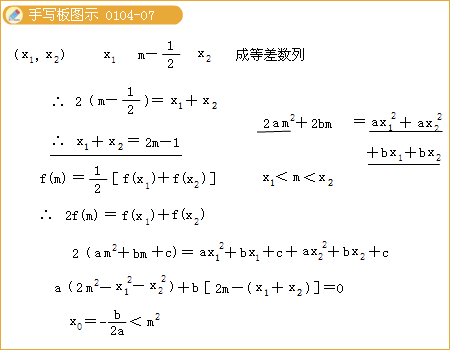 手写板图示 0104-07
(x₁, x₂) x₁ m−1/2 x₂ 成等差数列
∴ 2(m−1/2)= x₁+x₂
∴ x₁+x₂=2m−1
2am²+2bm =ax₁²+ax₂²
+bx₁+bx₂
f(m)=1/2[f(x₁)+f(x₂)] x₁<m<x₂
∴ 2f(m)=f(x₁)+f(x₂)
2(am²+bm+c)=ax₁²+bx₁+c+ax₂²+bx₂+c
a(2m²−x₁²−x₂²)+b[2m−(x₁+x₂)]=0
x₀=−b/2a<m²